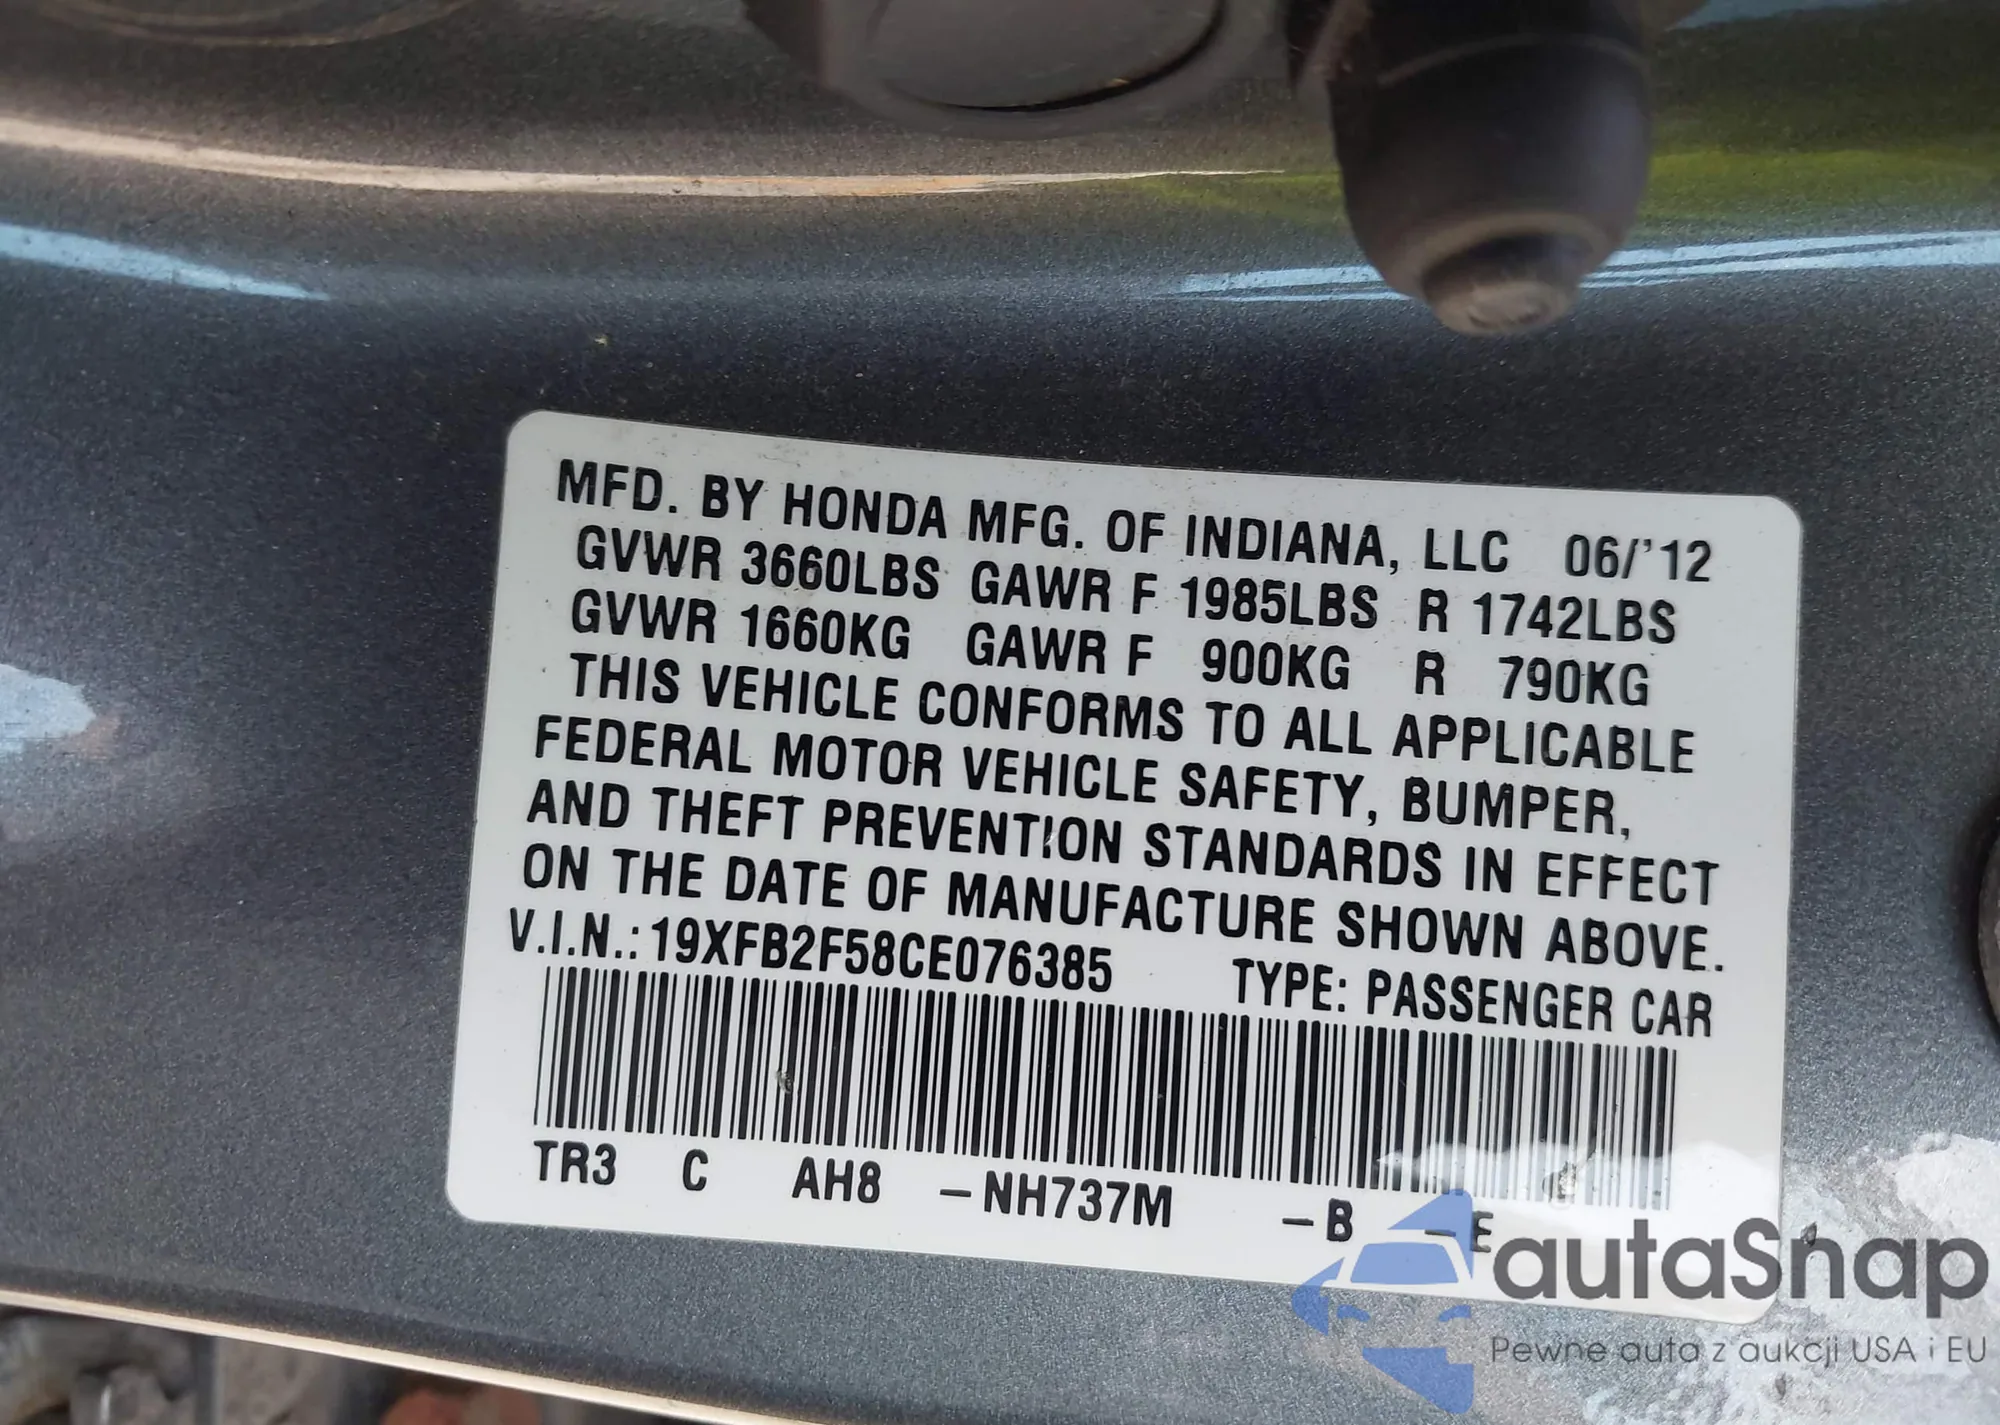 MFD. BY HONDA MFG. OF INDIANA, LLC 06/'12
GVWR 3660LBS GAWR F 1985LBS R 1742LBS
GVWR 1660KG GAWR F 900KG R 790KG
THIS VEHICLE CONFORMS TO ALL APPLICABLE
FEDERAL MOTOR VEHICLE SAFETY, BUMPER,
AND THEFT PREVENTION STANDARDS IN EFFECT
ON THE DATE OF MANUFACTURE SHOWN ABOVE.
V.I.N.: 19XFB2F58CE076385 TYPE: PASSENGER CAR
TR3 C AH8 –NH737M –B –E
autaSnap
Pewne auta z aukcji USA i EU